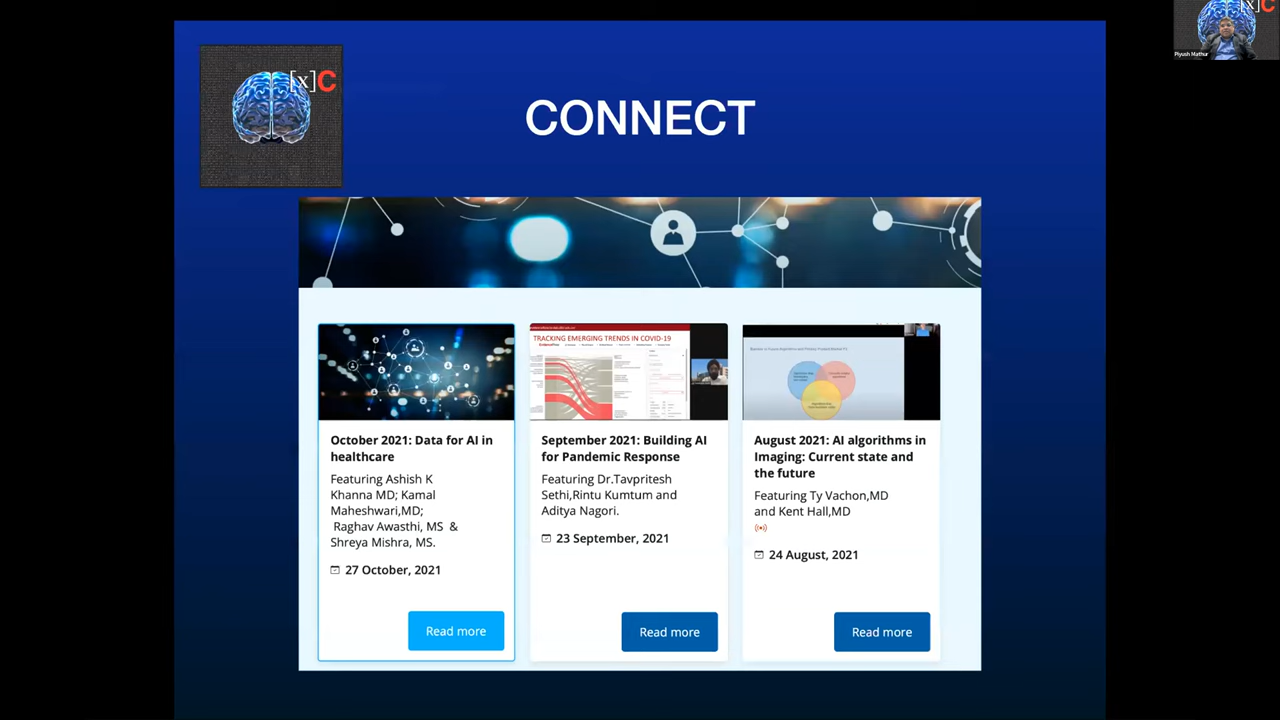 [x]C
[x]C
Piyush Mathur
CONNECT
TRACKING EMERGING TRENDS IN COVID-19
October 2021: Data for AI in
healthcare
Featuring Ashish K
Khanna MD; Kamal
Maheshwari,MD;
Raghav Awasthi, MS &
Shreya Mishra, MS.
27 October, 2021
Read more
September 2021: Building AI
for Pandemic Response
Featuring Dr.Tavpritesh
Sethi,Rintu Kumtum and
Aditya Nagori.
23 September, 2021
Read more
August 2021: AI algorithms in
Imaging: Current state and
the future
Featuring Ty Vachon,MD
and Kent Hall,MD
24 August, 2021
Read more